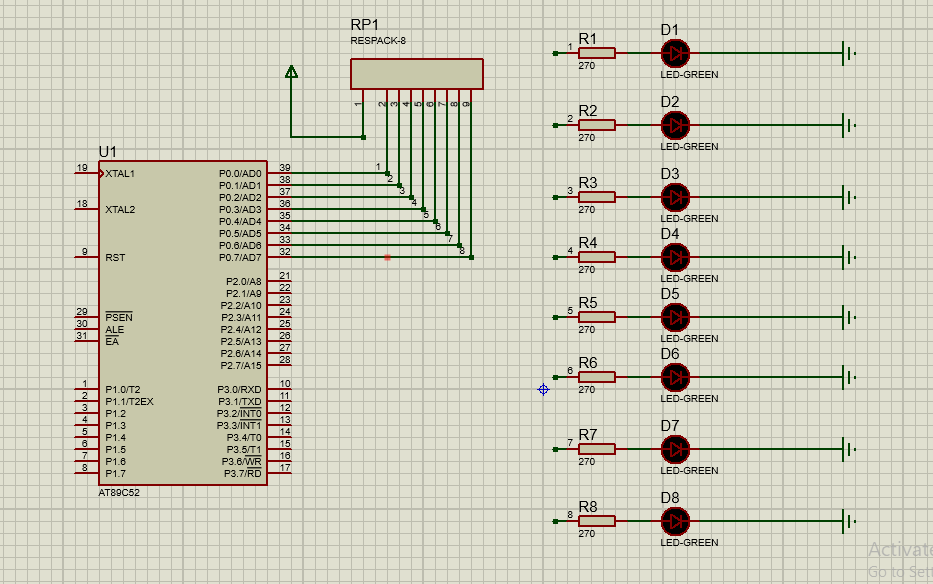 RP1
RESPACK-8
1
2
3
4
5
6
7
8
9
U1
19 XTAL1
18 XTAL2
9 RST
29 PSEN
30 ALE
31 EA
1 P1.0/T2
2 P1.1/T2EX
3 P1.2
4 P1.3
5 P1.4
6 P1.5
7 P1.6
8 P1.7
P0.0/AD0 39 1
P0.1/AD1 38 2
P0.2/AD2 37 3
P0.3/AD3 36 4
P0.4/AD4 35 5
P0.5/AD5 34 6
P0.6/AD6 33 7
P0.7/AD7 32 8
P2.0/A8 21
P2.1/A9 22
P2.2/A10 23
P2.3/A11 24
P2.4/A12 25
P2.5/A13 26
P2.6/A14 27
P2.7/A15 28
P3.0/RXD 10
P3.1/TXD 11
P3.2/INT0 12
P3.3/INT1 13
P3.4/T0 14
P3.5/T1 15
P3.6/WR 16
P3.7/RD 17
AT89C52
R1 D1
1
270 LED-GREEN
R2 D2
2
270 LED-GREEN
R3 D3
3
270 LED-GREEN
R4 D4
4
270 LED-GREEN
R5 D5
5
270 LED-GREEN
R6 D6
6
270 LED-GREEN
R7 D7
7
270 LED-GREEN
R8 D8
8
270 LED-GREEN
Activate
Go to Set